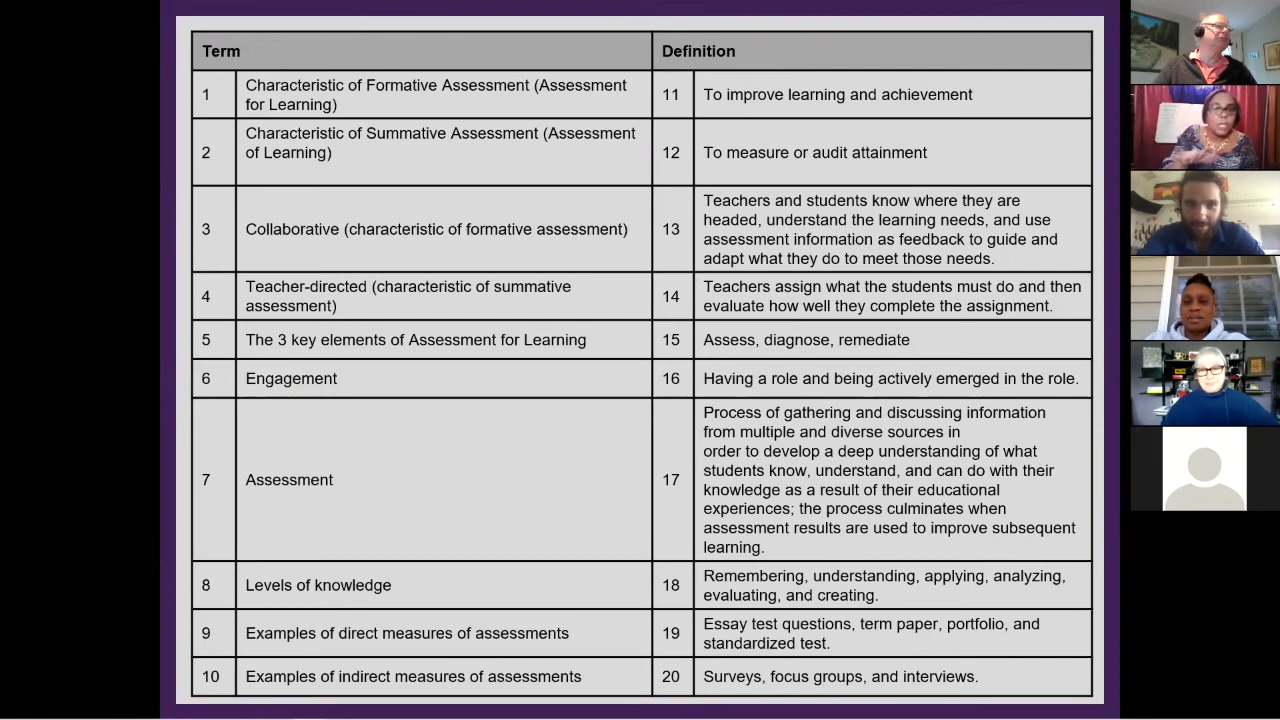 Term Definition
1 Characteristic of Formative Assessment (Assessment
for Learning)
11 To improve learning and achievement
2 Characteristic of Summative Assessment (Assessment
of Learning)
12 To measure or audit attainment
3 Collaborative (characteristic of formative assessment)
13 Teachers and students know where they are
headed, understand the learning needs, and use
assessment information as feedback to guide and
adapt what they do to meet those needs.
4 Teacher-directed (characteristic of summative
assessment)
14 Teachers assign what the students must do and then
evaluate how well they complete the assignment.
5 The 3 key elements of Assessment for Learning
15 Assess, diagnose, remediate
6 Engagement
16 Having a role and being actively emerged in the role.
7 Assessment
17 Process of gathering and discussing information
from multiple and diverse sources in
order to develop a deep understanding of what
students know, understand, and can do with their
knowledge as a result of their educational
experiences; the process culminates when
assessment results are used to improve subsequent
learning.
8 Levels of knowledge
18 Remembering, understanding, applying, analyzing,
evaluating, and creating.
9 Examples of direct measures of assessments
19 Essay test questions, term paper, portfolio, and
standardized test.
10 Examples of indirect measures of assessments
20 Surveys, focus groups, and interviews.